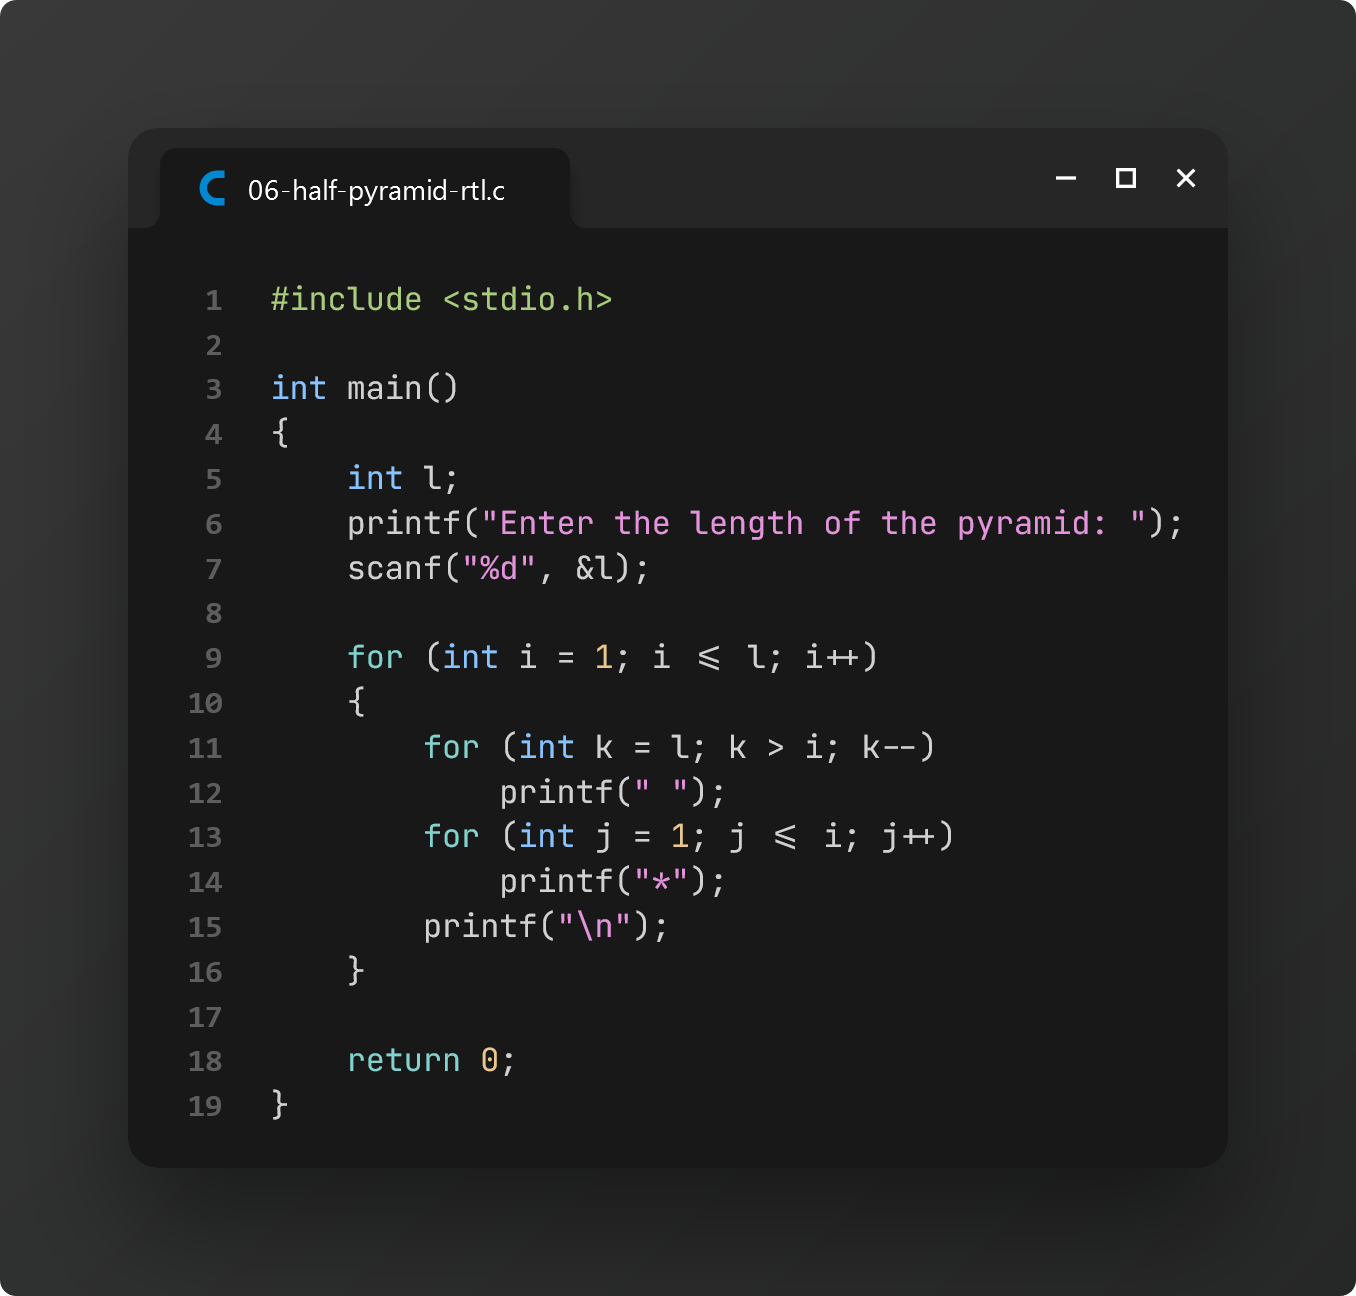 06-half-pyramid-rtl.c
1 #include <stdio.h>
2
3 int main()
4 {
5     int l;
6     printf("Enter the length of the pyramid: ");
7     scanf("%d", &l);
8
9     for (int i = 1; i <= l; i++)
10     {
11         for (int k = l; k > i; k--)
12             printf(" ");
13         for (int j = 1; j <= i; j++)
14             printf("*");
15         printf("\n");
16     }
17
18     return 0;
19 }